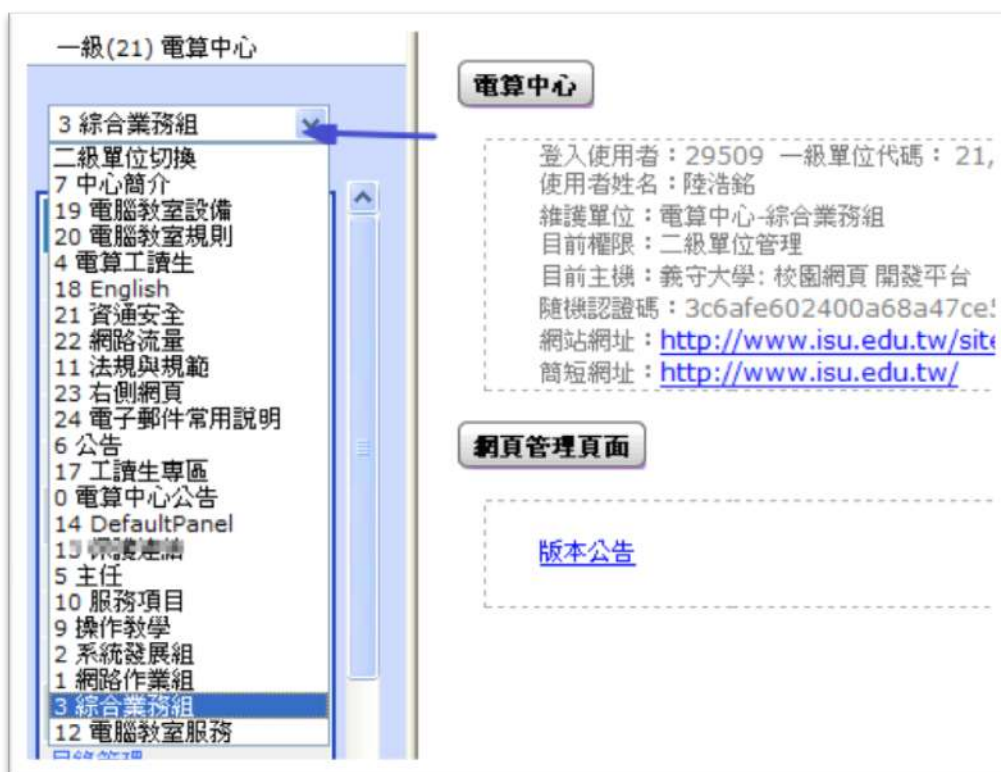 一級(21) 電算中心
3 綜合業務組
二級單位切換
7 中心簡介
19 電腦教室設備
20 電腦教室規則
4 電算工讀生
18 English
21 資通安全
22 網路流量
11 法規與規範
23 右側網頁
24 電子郵件常用說明
6 公告
17 工讀生專區
0 電算中心公告
14 DefaultPanel
5 主任
10 服務項目
9 操作教學
2 系統發展組
1 網路作業組
3 綜合業務組
12 電腦教室服務
電算中心
登入使用者：29509 一級單位代碼： 21,
使用者姓名：陸浩銘
維護單位：電算中心-綜合業務組
目前權限：二級單位管理
目前主機：義守大學: 校園網頁 開發平台
隨機認證碼：3c6afe602400a68a47ce5
網站網址：http://www.isu.edu.tw/site
簡短網址：http://www.isu.edu.tw/
網頁管理頁面
版本公告